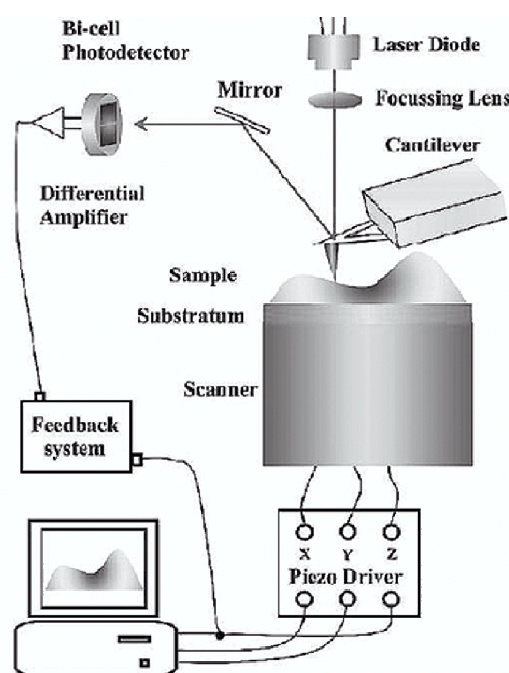 Bi-cell
Photodetector
Laser Diode
Mirror
Focussing Lens
Cantilever
Differential
Amplifier
Sample
Substratum
Scanner
Feedback
system
X Y Z
Piezo Driver